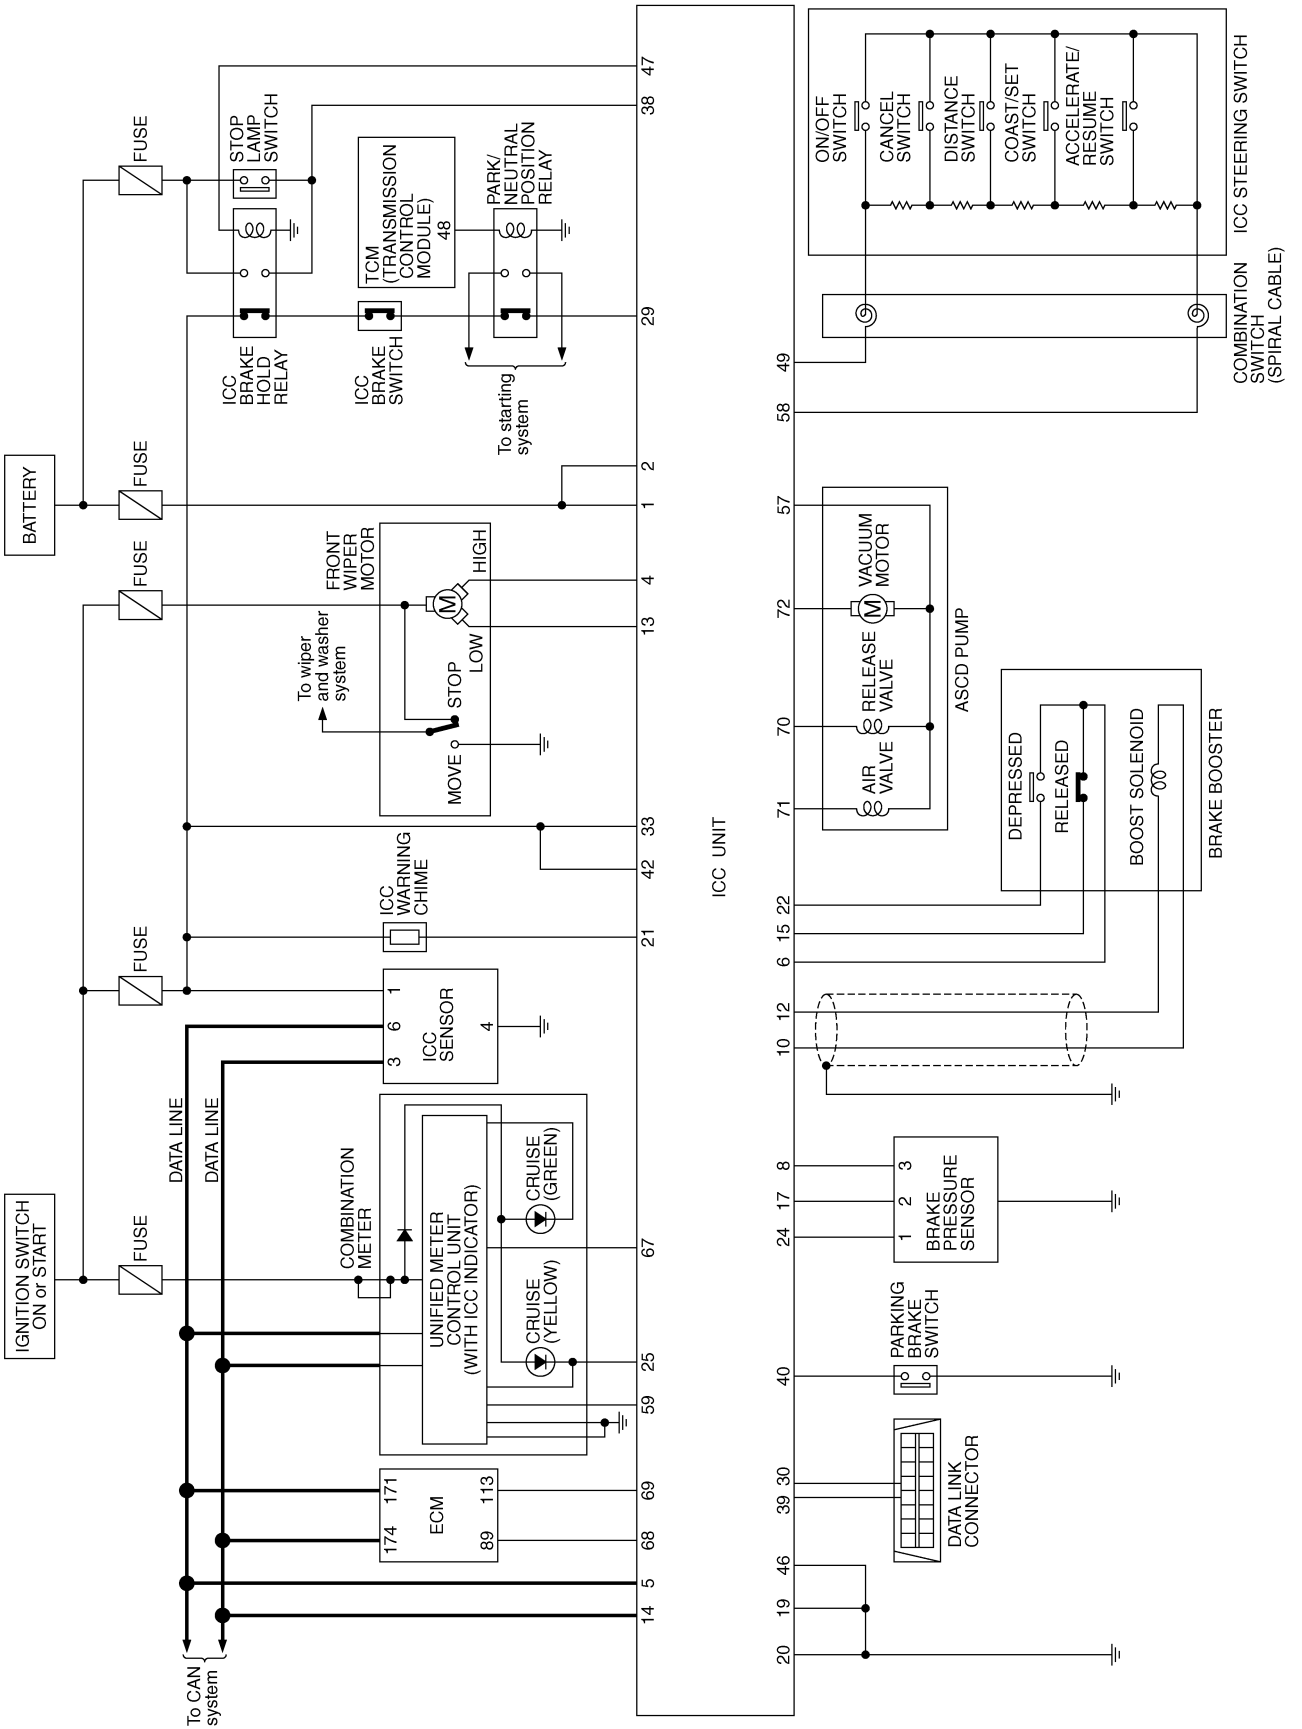 IGNITION SWITCH
ON or START
BATTERY
FUSE
FUSE
FUSE
FUSE
FUSE
DATA LINE
DATA LINE
To CAN
system
ICC
BRAKE
HOLD
RELAY
STOP
LAMP
SWITCH
ICC
BRAKE
SWITCH
TCM
(TRANSMISSION
CONTROL
MODULE)
48
PARK/
NEUTRAL
POSITION
RELAY
To starting
system
FRONT
WIPER
MOTOR
To wiper
and washer
system
M
HIGH
LOW
STOP
MOVE
ICC
WARNING
CHIME
ICC
SENSOR
1
6
3
4
COMBINATION
METER
UNIFIED METER
CONTROL UNIT
(WITH ICC INDICATOR)
CRUISE
(GREEN)
CRUISE
(YELLOW)
ECM
171
174
113
89
14
5
68
69
59
25
67
21
42
33
13
4
1
2
29
38
47
ICC UNIT
20
19
46
39
30
40
24
17
8
10
12
6
15
22
71
70
72
57
58
49
DATA LINK
CONNECTOR
PARKING
BRAKE
SWITCH
BRAKE
PRESSURE
SENSOR
1
2
3
DEPRESSED
RELEASED
BOOST SOLENOID
BRAKE BOOSTER
AIR
VALVE
RELEASE
VALVE
VACUUM
MOTOR
M
ASCD PUMP
COMBINATION
SWITCH
(SPIRAL CABLE)
ON/OFF
SWITCH
CANCEL
SWITCH
DISTANCE
SWITCH
COAST/SET
SWITCH
ACCELERATE/
RESUME
SWITCH
ICC STEERING SWITCH